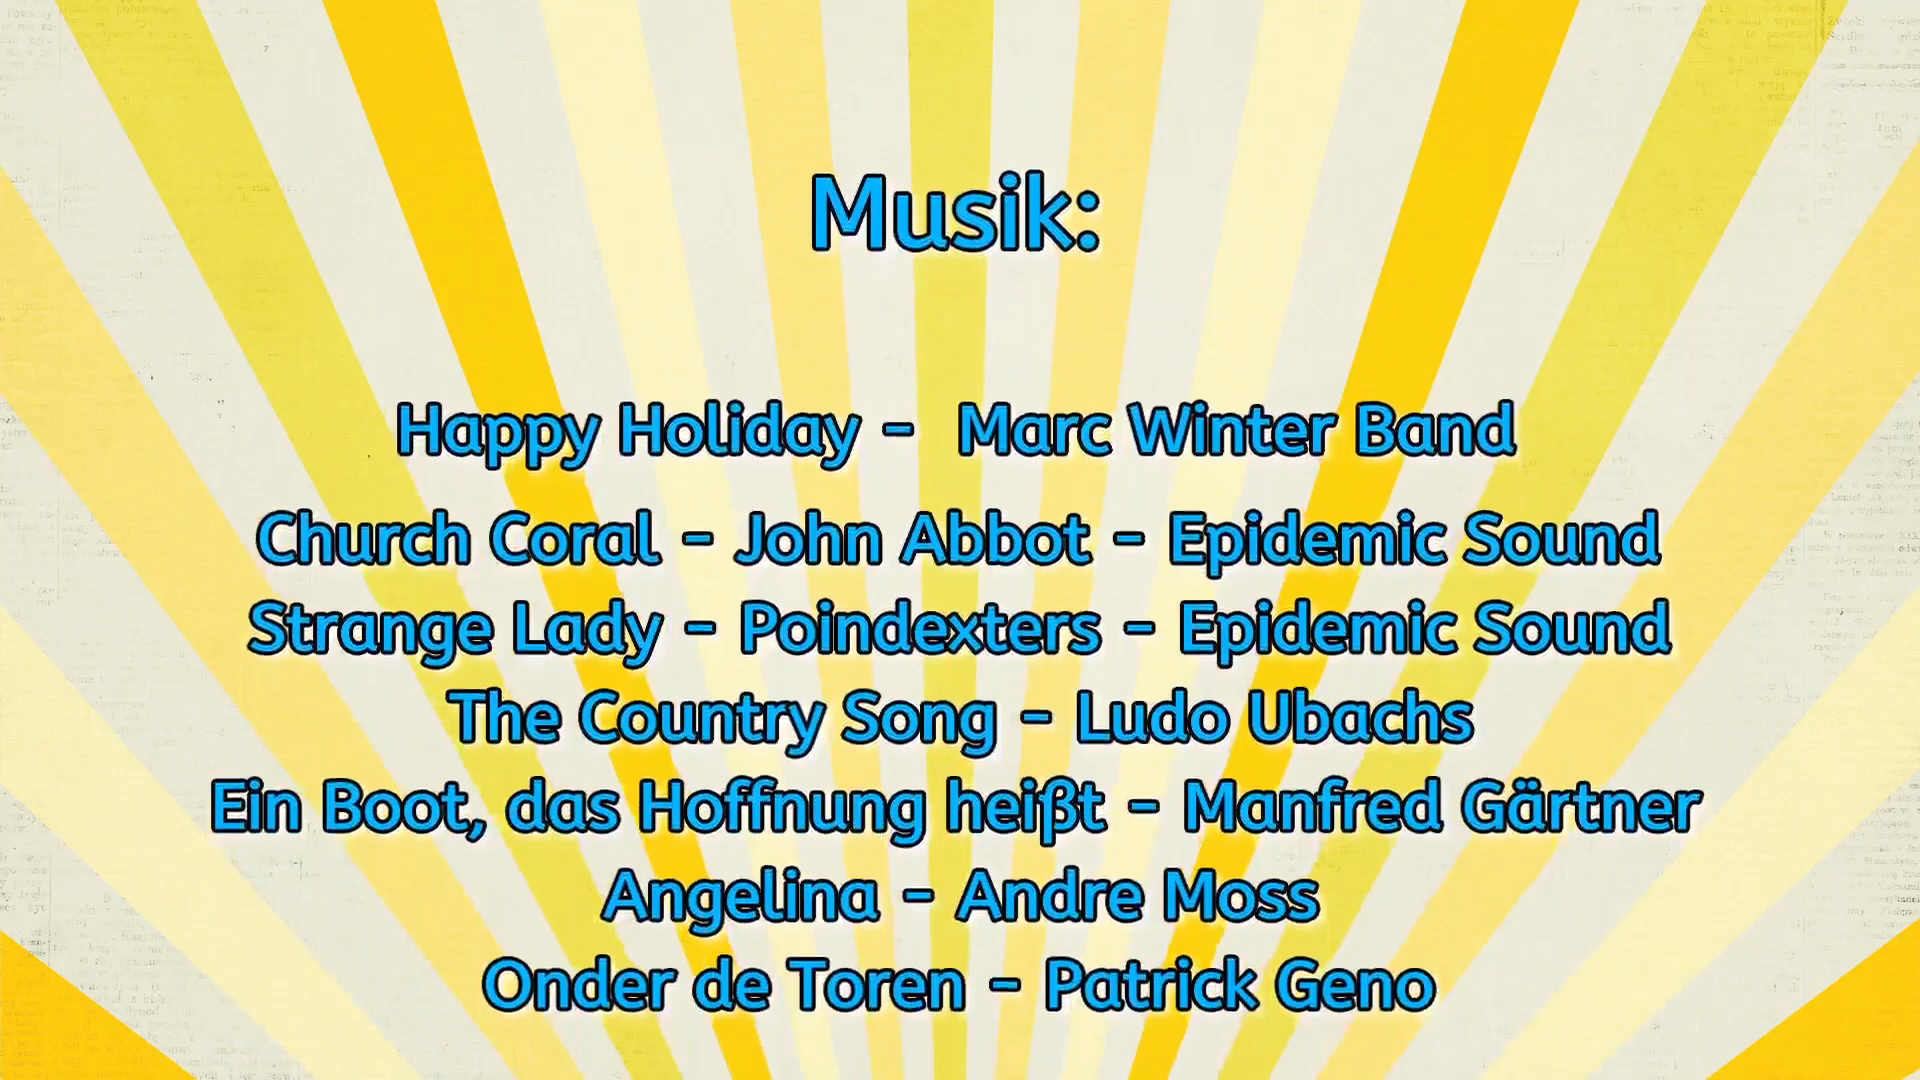 Musik:
Happy Holiday - Marc Winter Band
Church Coral - John Abbot - Epidemic Sound
Strange Lady - Poindexters - Epidemic Sound
The Country Song - Ludo Ubachs
Ein Boot, das Hoffnung heißt - Manfred Gärtner
Angelina - Andre Moss
Onder de Toren - Patrick Geno